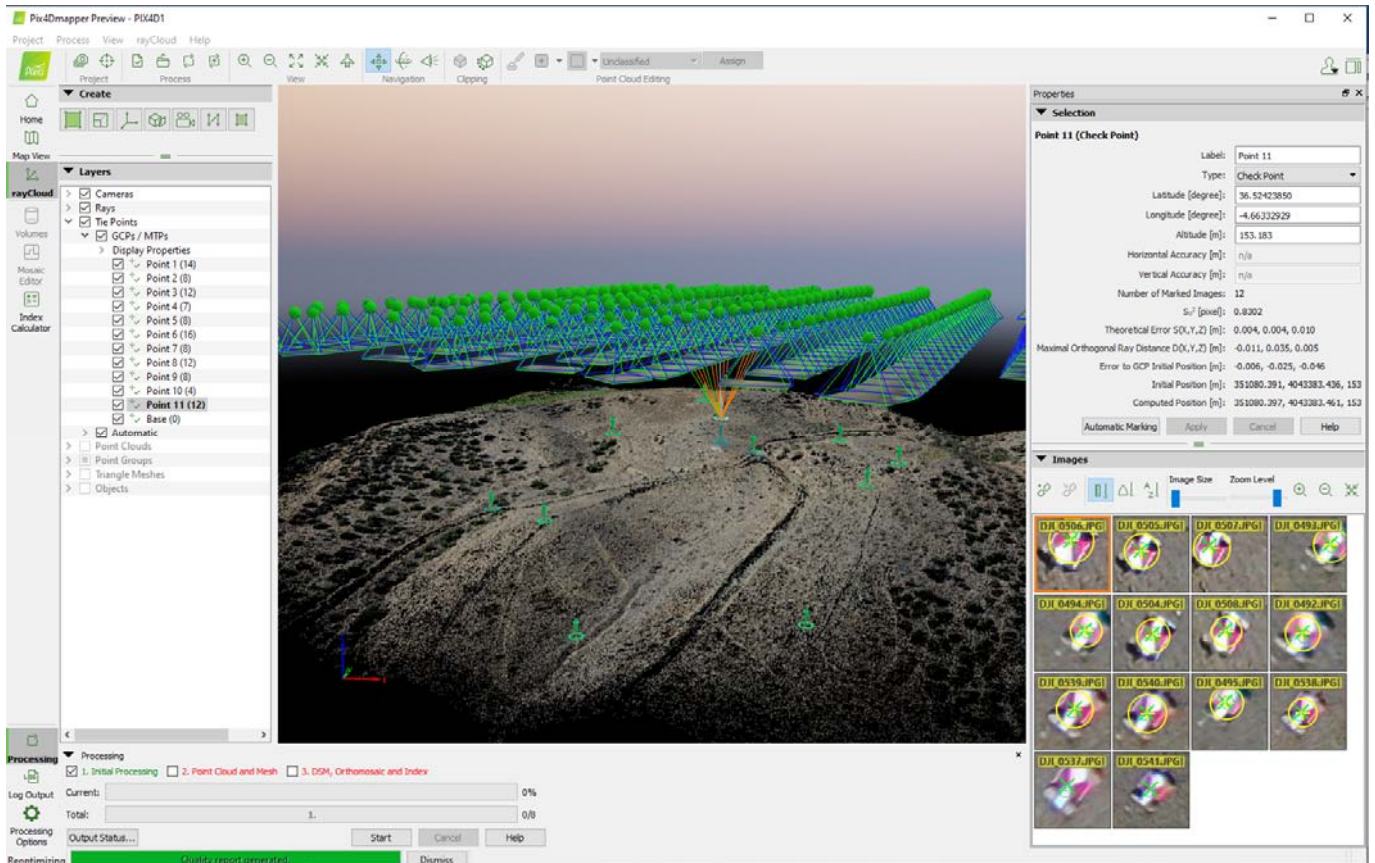 Pix4Dmapper Preview - PIX4D1
Project Process View rayCloud Help
Project Process View Navigation Clipping Point Cloud Editing
Unclassified Assign
Home
Map View
rayCloud
Volumes
Mosaic Editor
Index Calculator
Create
Layers
Cameras
Rays
Tie Points
GCPs / MTPs
Display Properties
Point 1 (14)
Point 2 (8)
Point 3 (12)
Point 4 (7)
Point 5 (8)
Point 6 (16)
Point 7 (8)
Point 8 (12)
Point 9 (8)
Point 10 (4)
Point 11 (12)
Base (0)
Automatic
Point Clouds
Point Groups
Triangle Meshes
Objects
Properties
Selection
Point 11 (Check Point)
Label: Point 11
Type: Check Point
Latitude [degree]: 36.52423850
Longitude [degree]: -4.66332929
Altitude [m]: 153.183
Horizontal Accuracy [m]: n/a
Vertical Accuracy [m]: n/a
Number of Marked Images: 12
S₀² [pixel]: 0.8302
Theoretical Error S(X,Y,Z) [m]: 0.004, 0.004, 0.010
Maximal Orthogonal Ray Distance D(X,Y,Z) [m]: -0.011, 0.035, 0.005
Error to GCP Initial Position [m]: -0.006, -0.025, -0.046
Initial Position [m]: 351080.391, 4043383.436, 153
Computed Position [m]: 351080.397, 4043383.461, 153
Automatic Marking Apply Cancel Help
Images
Image Size Zoom Level
DJI_0506.JPG DJI_0505.JPG DJI_0507.JPG DJI_0493.JPG
DJI_0494.JPG DJI_0504.JPG DJI_0508.JPG DJI_0492.JPG
DJI_0539.JPG DJI_0540.JPG DJI_0495.JPG DJI_0538.JPG
DJI_0537.JPG DJI_0541.JPG
Processing
Log Output
Processing Options
Processing
1. Initial Processing 2. Point Cloud and Mesh 3. DSM, Orthomosaic and Index
Current: 0%
Total: 1. 0/8
Output Status... Start Cancel Help
Reoptimizing Quality report generated. Dismiss